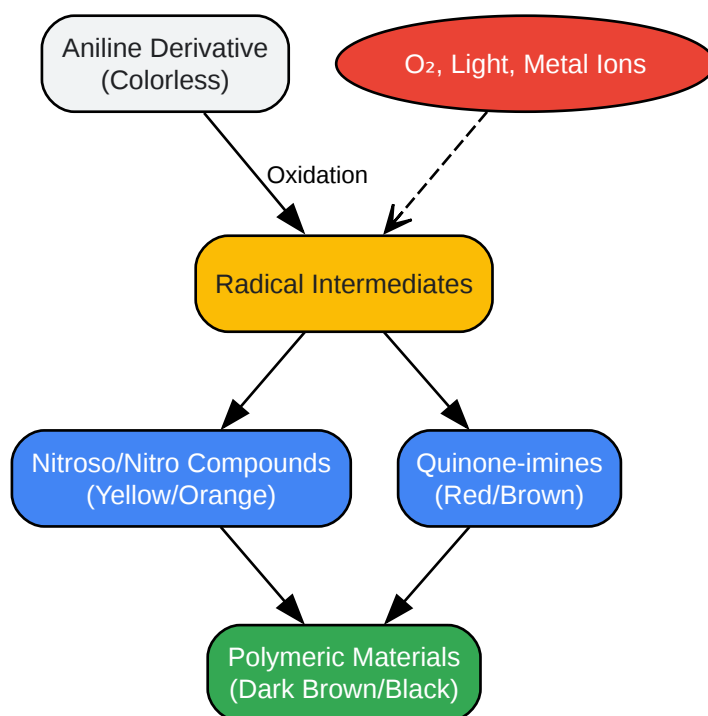 Aniline Derivative
(Colorless)
O₂, Light, Metal Ions
Oxidation
Radical Intermediates
Nitroso/Nitro Compounds
(Yellow/Orange)
Quinone-imines
(Red/Brown)
Polymeric Materials
(Dark Brown/Black)